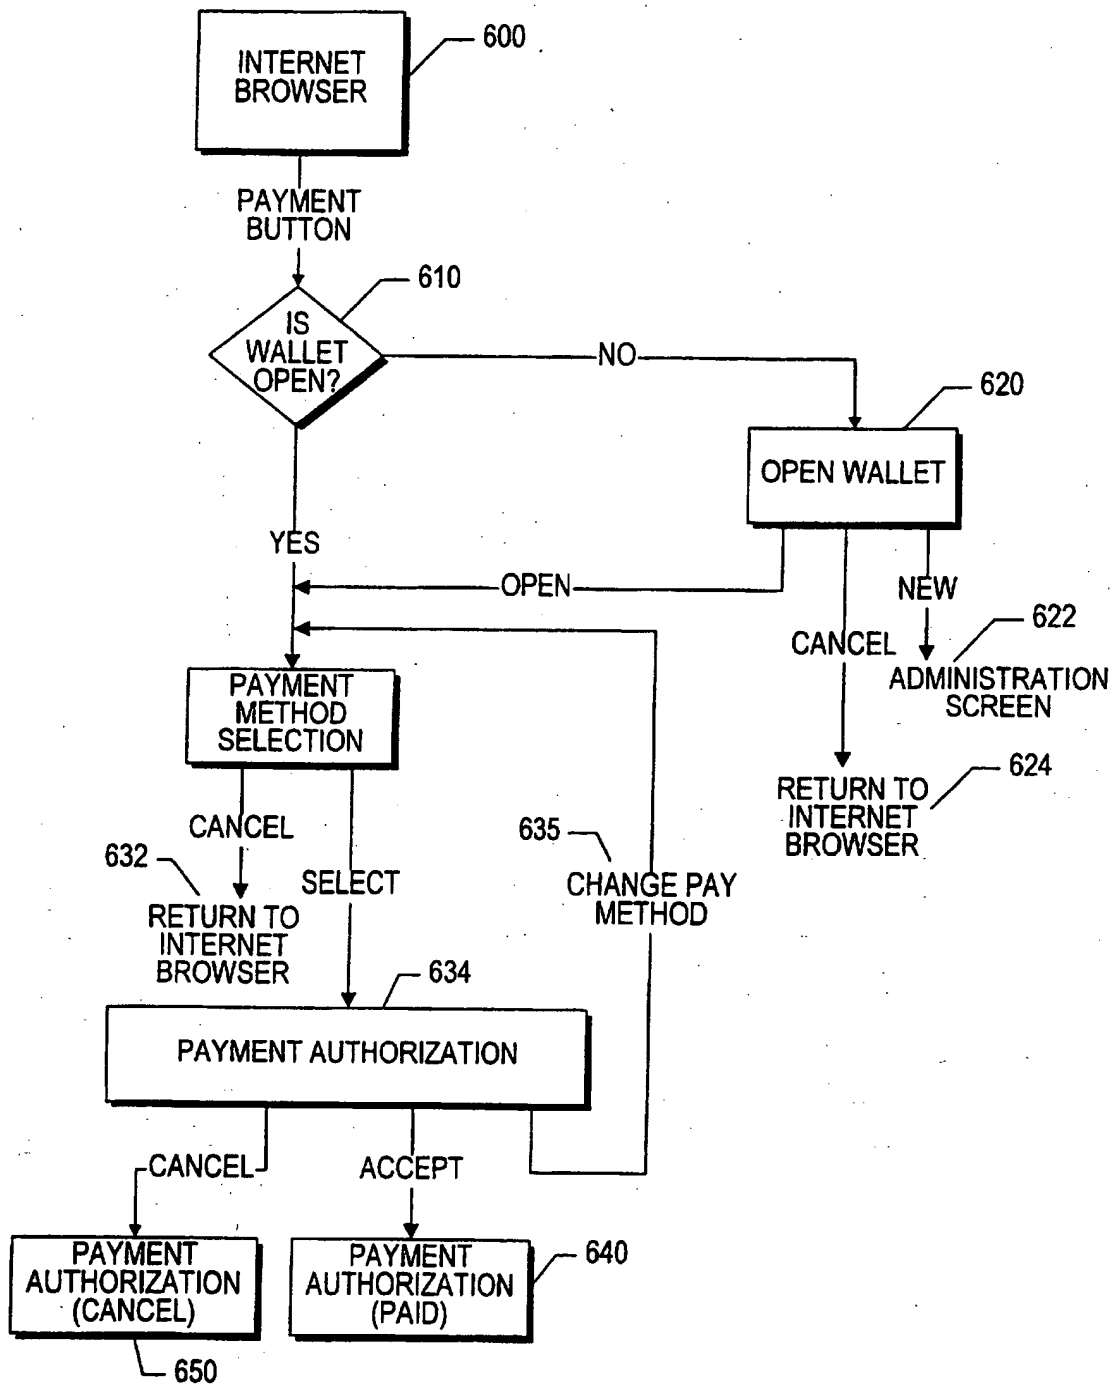 600
INTERNET
BROWSER
PAYMENT
BUTTON
610
IS
WALLET
OPEN?
NO
620
OPEN WALLET
YES
OPEN
NEW
622
CANCEL
ADMINISTRATION
SCREEN
PAYMENT
METHOD
SELECTION
624
RETURN TO
INTERNET
BROWSER
CANCEL
635
632
SELECT
CHANGE PAY
METHOD
RETURN TO
INTERNET
BROWSER
634
PAYMENT AUTHORIZATION
CANCEL
ACCEPT
PAYMENT
AUTHORIZATION
(CANCEL)
PAYMENT
AUTHORIZATION
(PAID)
640
650